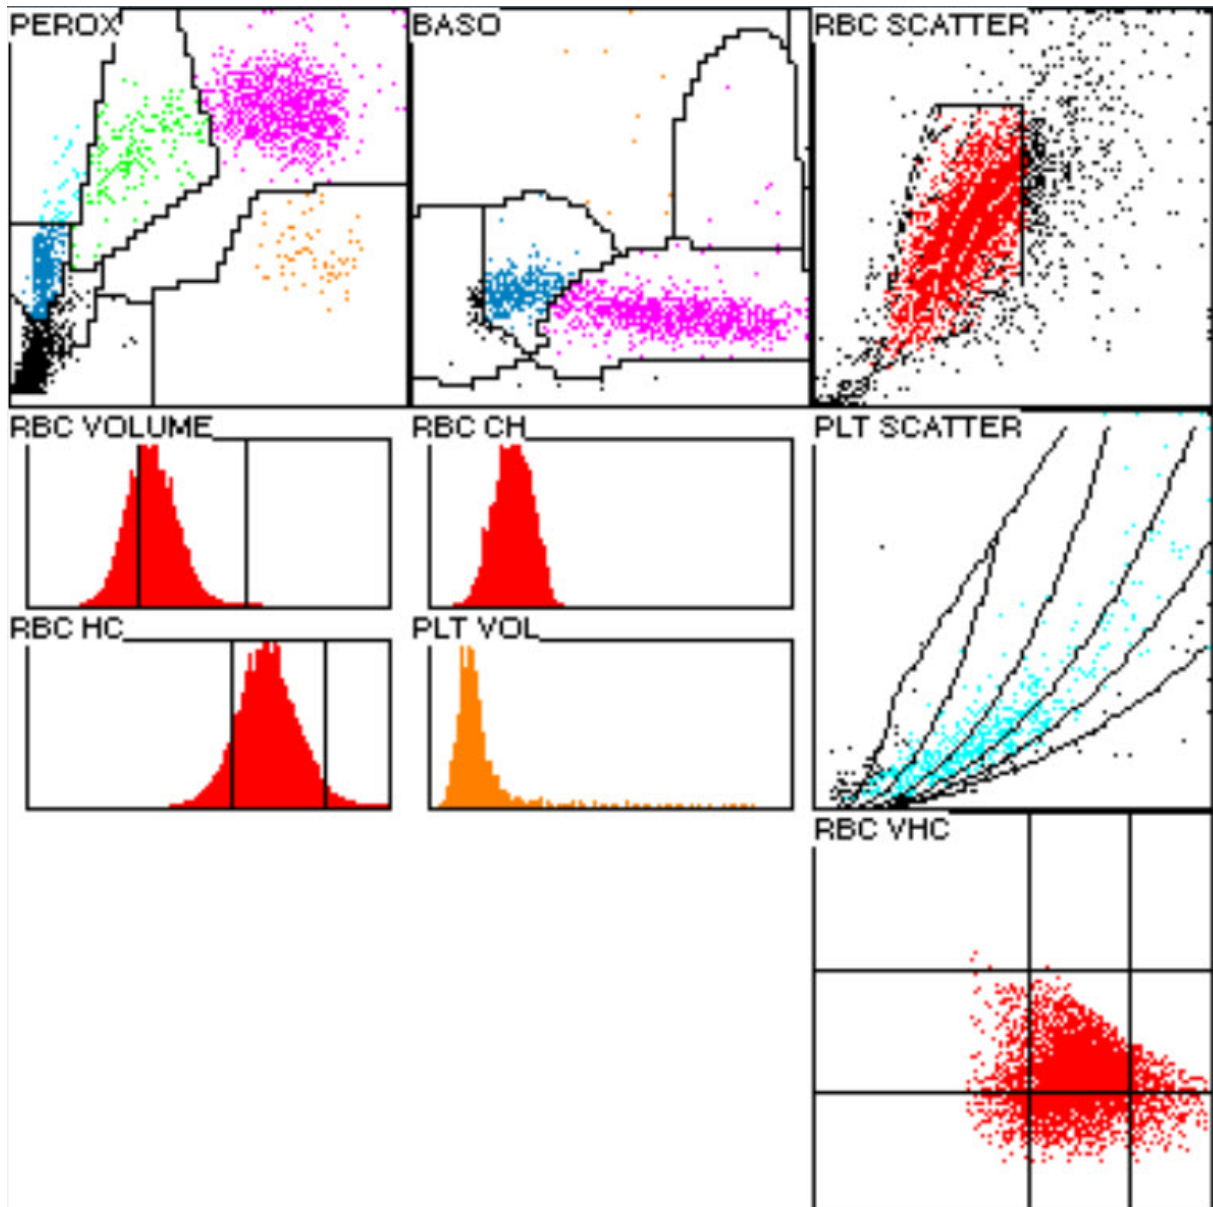 PEROX
BASO
RBC SCATTER
RBC VOLUME
RBC CH
PLT SCATTER
RBC HC
PLT VOL
RBC VHC